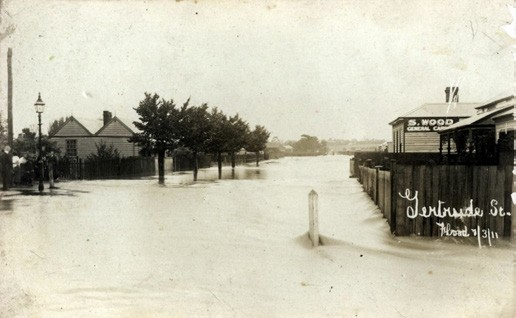 S. WOOD
GENERAL CAR
Gertrude St.
Flood 7/3/11